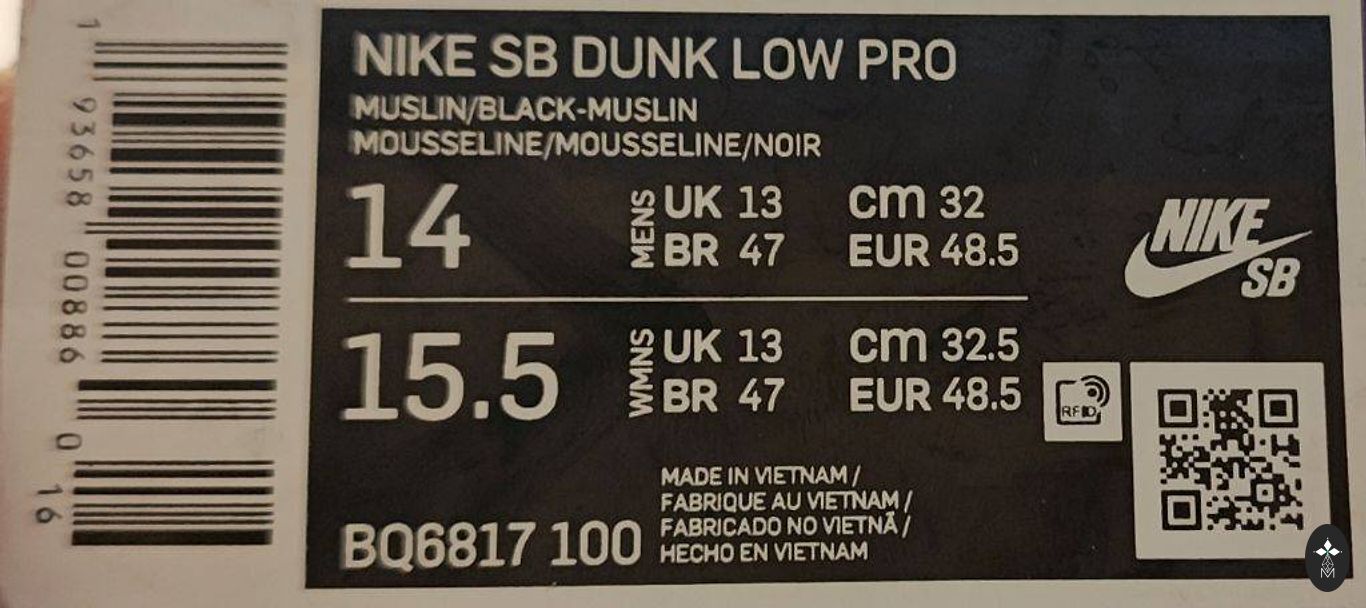 1
93658
00886
0
16
NIKE SB DUNK LOW PRO
MUSLIN/BLACK-MUSLIN
MOUSSELINE/MOUSSELINE/NOIR
14
MENS
UK 13 cm 32
BR 47 EUR 48.5
NIKE
SB
15.5
WMNS
UK 13 cm 32.5
BR 47 EUR 48.5
RFID
BQ6817 100
MADE IN VIETNAM /
FABRIQUE AU VIETNAM /
FABRICADO NO VIETNÃ /
HECHO EN VIETNAM
M